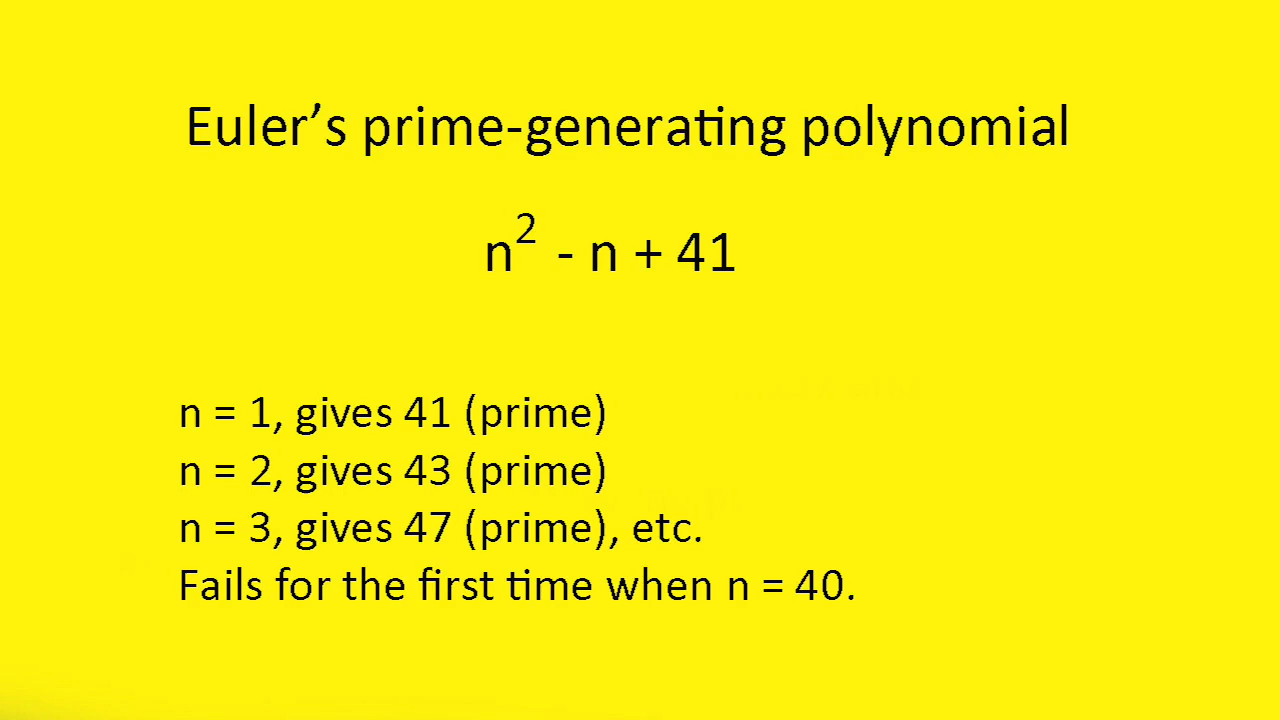 Euler’s prime-generating polynomial
n² - n + 41
n = 1, gives 41 (prime)
n = 2, gives 43 (prime)
n = 3, gives 47 (prime), etc.
Fails for the first time when n = 40.